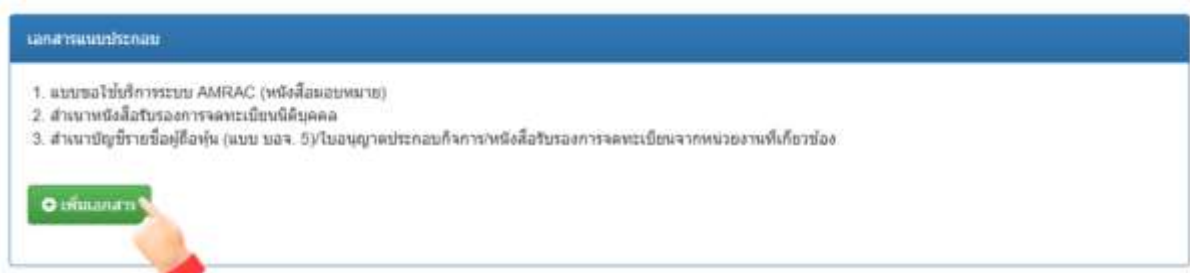 เอกสารแนบประกอบ
1. แบบขอใช้บริการระบบ AMRAC (หนังสือมอบหมาย)
2. สำเนาหนังสือรับรองการจดทะเบียนนิติบุคคล
3. สำเนาบัญชีรายชื่อผู้ถือหุ้น (แบบ บอจ. 5)/ใบอนุญาตประกอบกิจการ/หนังสือรับรองการจดทะเบียนจากหน่วยงานที่เกี่ยวข้อง
เพิ่มเอกสาร